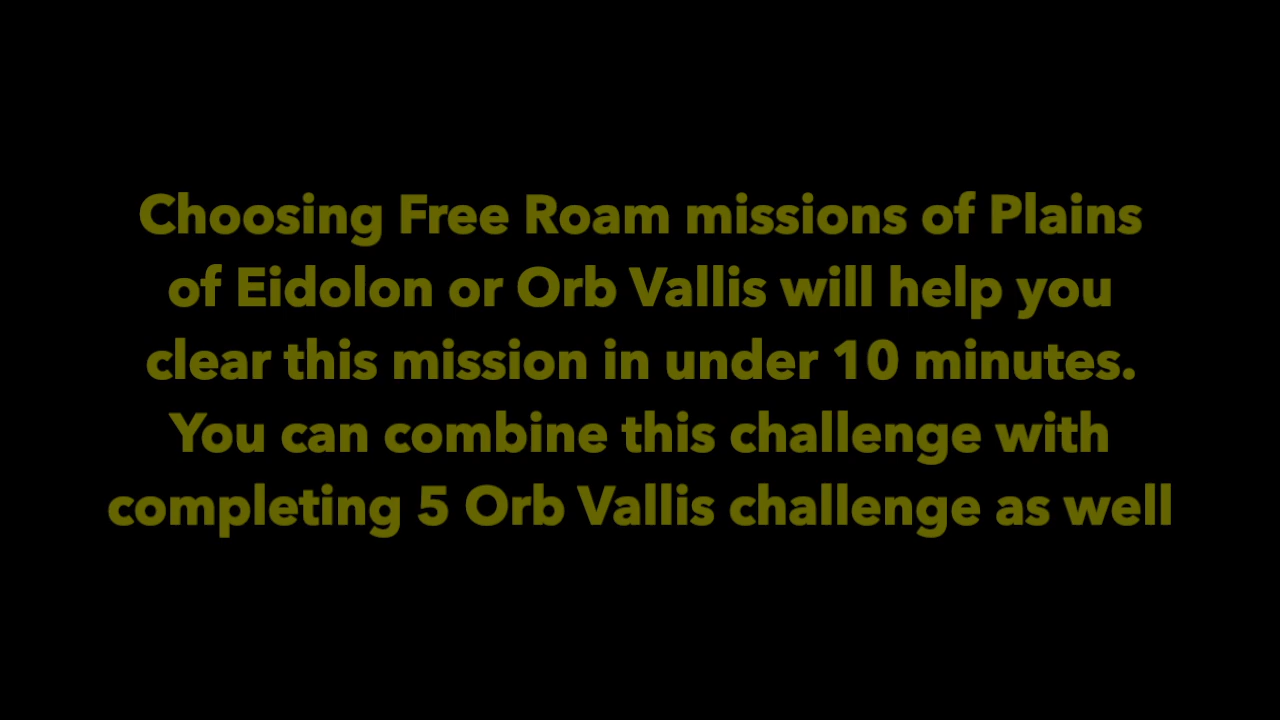 Choosing Free Roam missions of Plains
of Eidolon or Orb Vallis will help you
clear this mission in under 10 minutes.
You can combine this challenge with
completing 5 Orb Vallis challenge as well